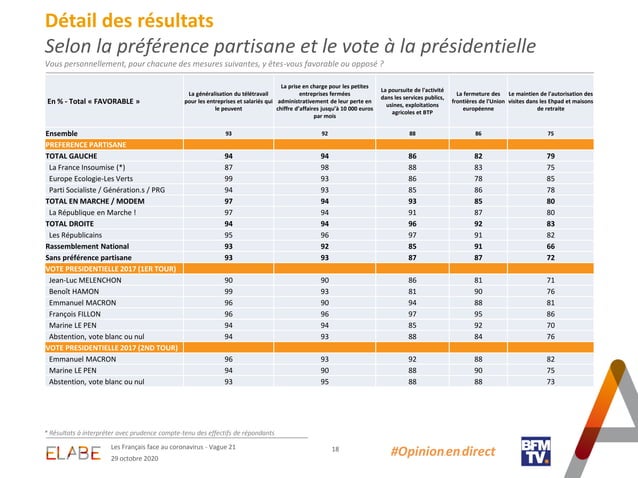 Détail des résultats
Selon la préférence partisane et le vote à la présidentielle
Vous personnellement, pour chacune des mesures suivantes, y êtes-vous favorable ou opposé ?
En % - Total « FAVORABLE »
La généralisation du télétravail pour les entreprises et salariés qui le peuvent
La prise en charge pour les petites entreprises fermées administrativement de leur perte en chiffre d'affaires jusqu'à 10 000 euros par mois
La poursuite de l'activité dans les services publics, usines, exploitations agricoles et BTP
La fermeture des frontières de l'Union européenne
Le maintien de l'autorisation des visites dans les Ehpad et maisons de retraite
Ensemble 93 92 88 86 75
PREFERENCE PARTISANE
TOTAL GAUCHE 94 94 86 82 79
La France Insoumise (*) 87 98 88 83 75
Europe Ecologie-Les Verts 99 93 86 78 85
Parti Socialiste / Génération.s / PRG 94 93 85 86 78
TOTAL EN MARCHE / MODEM 97 94 93 85 80
La République en Marche ! 97 94 91 87 80
TOTAL DROITE 94 94 96 92 83
Les Républicains 95 96 97 91 82
Rassemblement National 93 92 85 91 66
Sans préférence partisane 93 93 87 87 72
VOTE PRESIDENTIELLE 2017 (1ER TOUR)
Jean-Luc MELENCHON 90 90 86 81 71
Benoît HAMON 99 93 81 90 76
Emmanuel MACRON 96 90 94 88 81
François FILLON 96 96 97 95 86
Marine LE PEN 94 94 85 92 70
Abstention, vote blanc ou nul 94 93 88 84 76
VOTE PRESIDENTIELLE 2017 (2ND TOUR)
Emmanuel MACRON 96 93 92 88 82
Marine LE PEN 94 90 88 90 75
Abstention, vote blanc ou nul 93 95 88 88 73
* Résultats à interpréter avec prudence compte-tenu des effectifs de répondants
ELABE
Les Français face au coronavirus - Vague 21
29 octobre 2020
18
#Opinion en direct
BFM
TV.